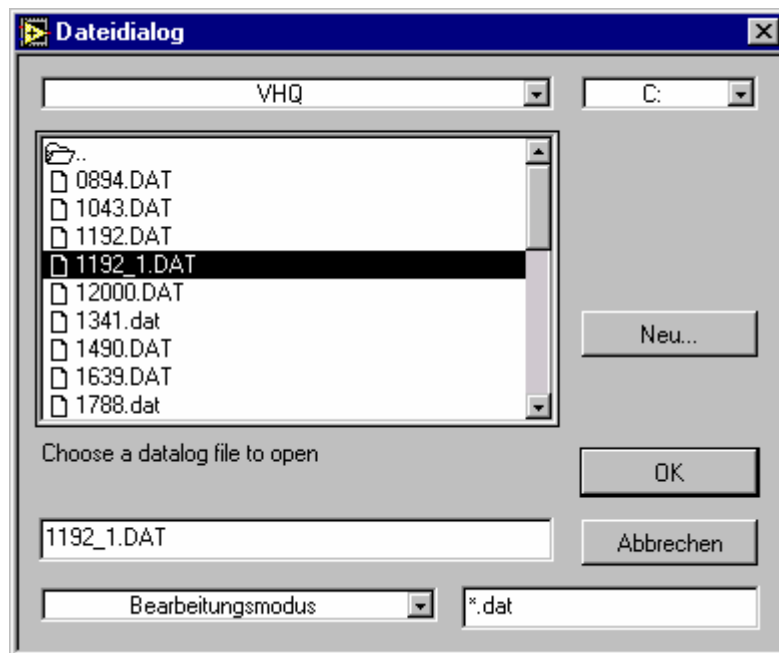 Dateidialog
VHQ
C:
..
0894.DAT
1043.DAT
1192.DAT
1192_1.DAT
12000.DAT
1341.dat
1490.DAT
1639.DAT
1788.dat
Neu...
Choose a datalog file to open
OK
1192_1.DAT
Abbrechen
Bearbeitungsmodus
*.dat